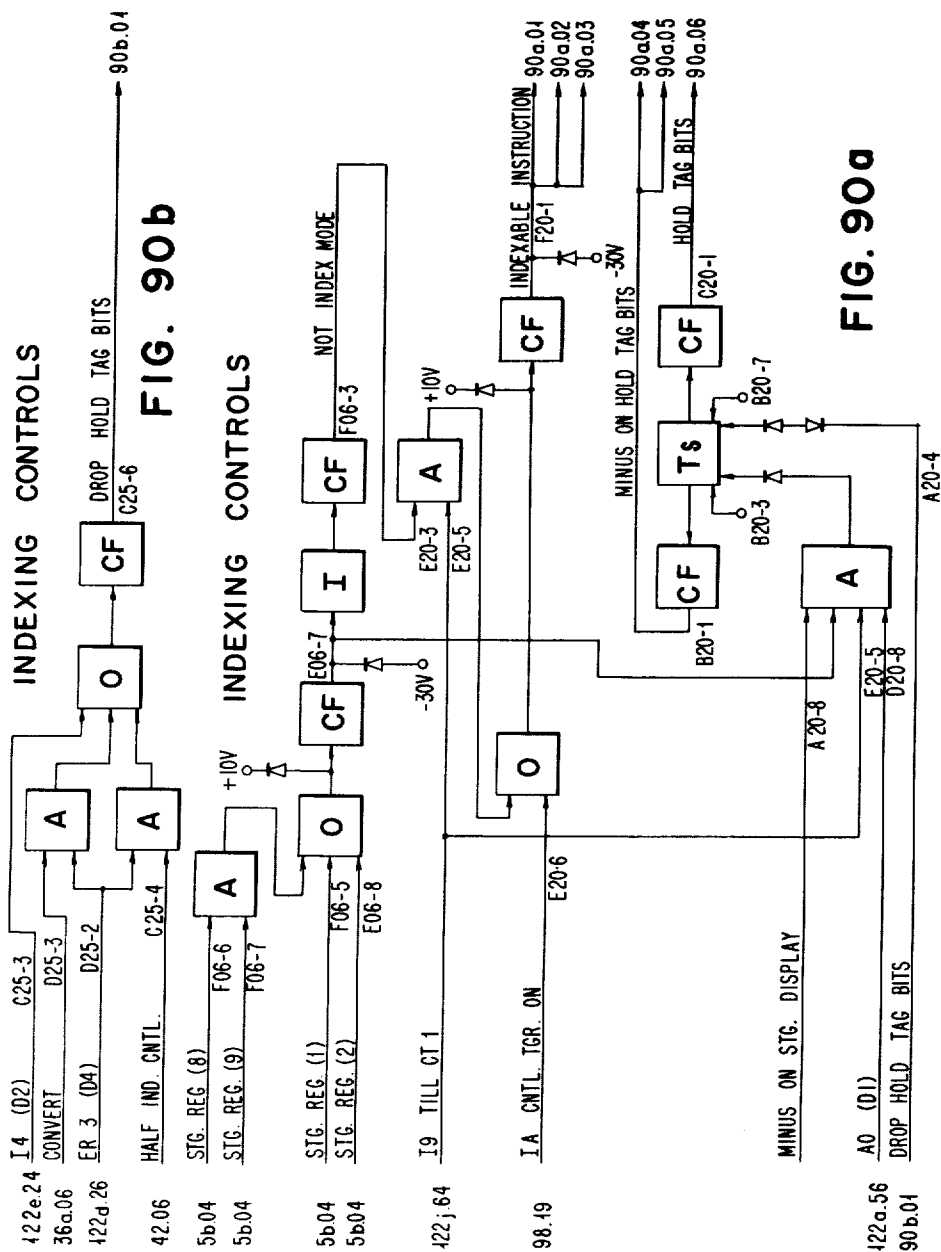 INDEXING CONTROLS
122e.24 I4 (D2) C25-3
36a.06 CONVERT D25-3
122d.26 ER 3 (D4) D25-2
42.06 HALF IND. CNTL. C25-4
A
A
O
CF
C25-6
DROP HOLD TAG BITS
90b.01
FIG. 90b
INDEXING CONTROLS
5b.04 STG. REG (8) F06-6
5b.04 STG. REG. (9) F06-7
5b.04 STG. REG. (1) F06-5
5b.04 STG. REG. (2) E06-8
A
O
+10V
CF
E06-7
-30V
I
CF
F06-3
NOT INDEX MODE
122j.64 I9 TILL CT 1
E20-3
E20-5
A
98.19 IA CNTL. TGR. ON
E20-6
O
+10V
CF
F20-1
-30V
INDEXABLE INSTRUCTION
90a.01
90a.02
90a.03
MINUS ON HOLD TAG BITS
90a.04
90a.05
HOLD TAG BITS
90a.06
B20-1
CF
Ts
CF
C20-1
B20-3
B20-7
A
MINUS ON STG. DISPLAY
A20-8
E20-5
122a.56 A0 (D1) D20-8
90b.01 DROP HOLD TAG BITS A20-4
FIG. 90a